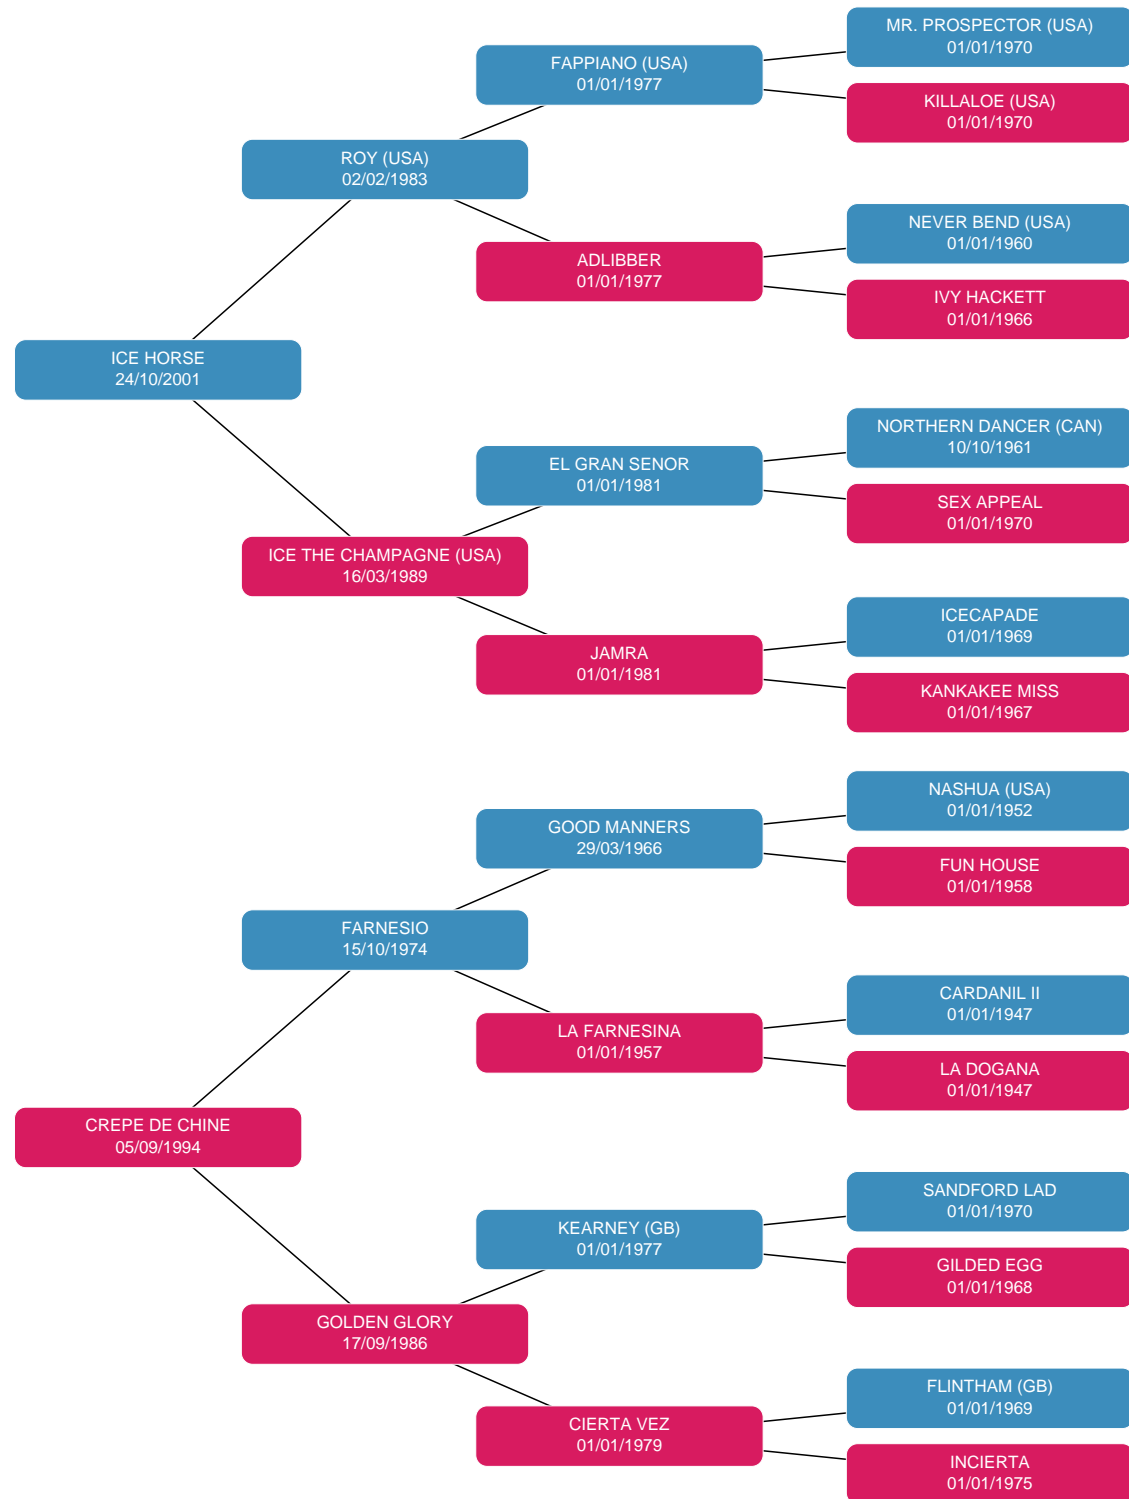 MR. PROSPECTOR (USA)
01/01/1970
FAPPIANO (USA)
01/01/1977
KILLALOE (USA)
01/01/1970
ROY (USA)
02/02/1983
NEVER BEND (USA)
01/01/1960
ADLIBBER
01/01/1977
IVY HACKETT
01/01/1966
ICE HORSE
24/10/2001
NORTHERN DANCER (CAN)
10/10/1961
EL GRAN SENOR
01/01/1981
SEX APPEAL
01/01/1970
ICE THE CHAMPAGNE (USA)
16/03/1989
ICECAPADE
01/01/1969
JAMRA
01/01/1981
KANKAKEE MISS
01/01/1967
NASHUA (USA)
01/01/1952
GOOD MANNERS
29/03/1966
FUN HOUSE
01/01/1958
FARNESIO
15/10/1974
CARDANIL II
01/01/1947
LA FARNESINA
01/01/1957
LA DOGANA
01/01/1947
CREPE DE CHINE
05/09/1994
SANDFORD LAD
01/01/1970
KEARNEY (GB)
01/01/1977
GILDED EGG
01/01/1968
GOLDEN GLORY
17/09/1986
FLINTHAM (GB)
01/01/1969
CIERTA VEZ
01/01/1979
INCIERTA
01/01/1975